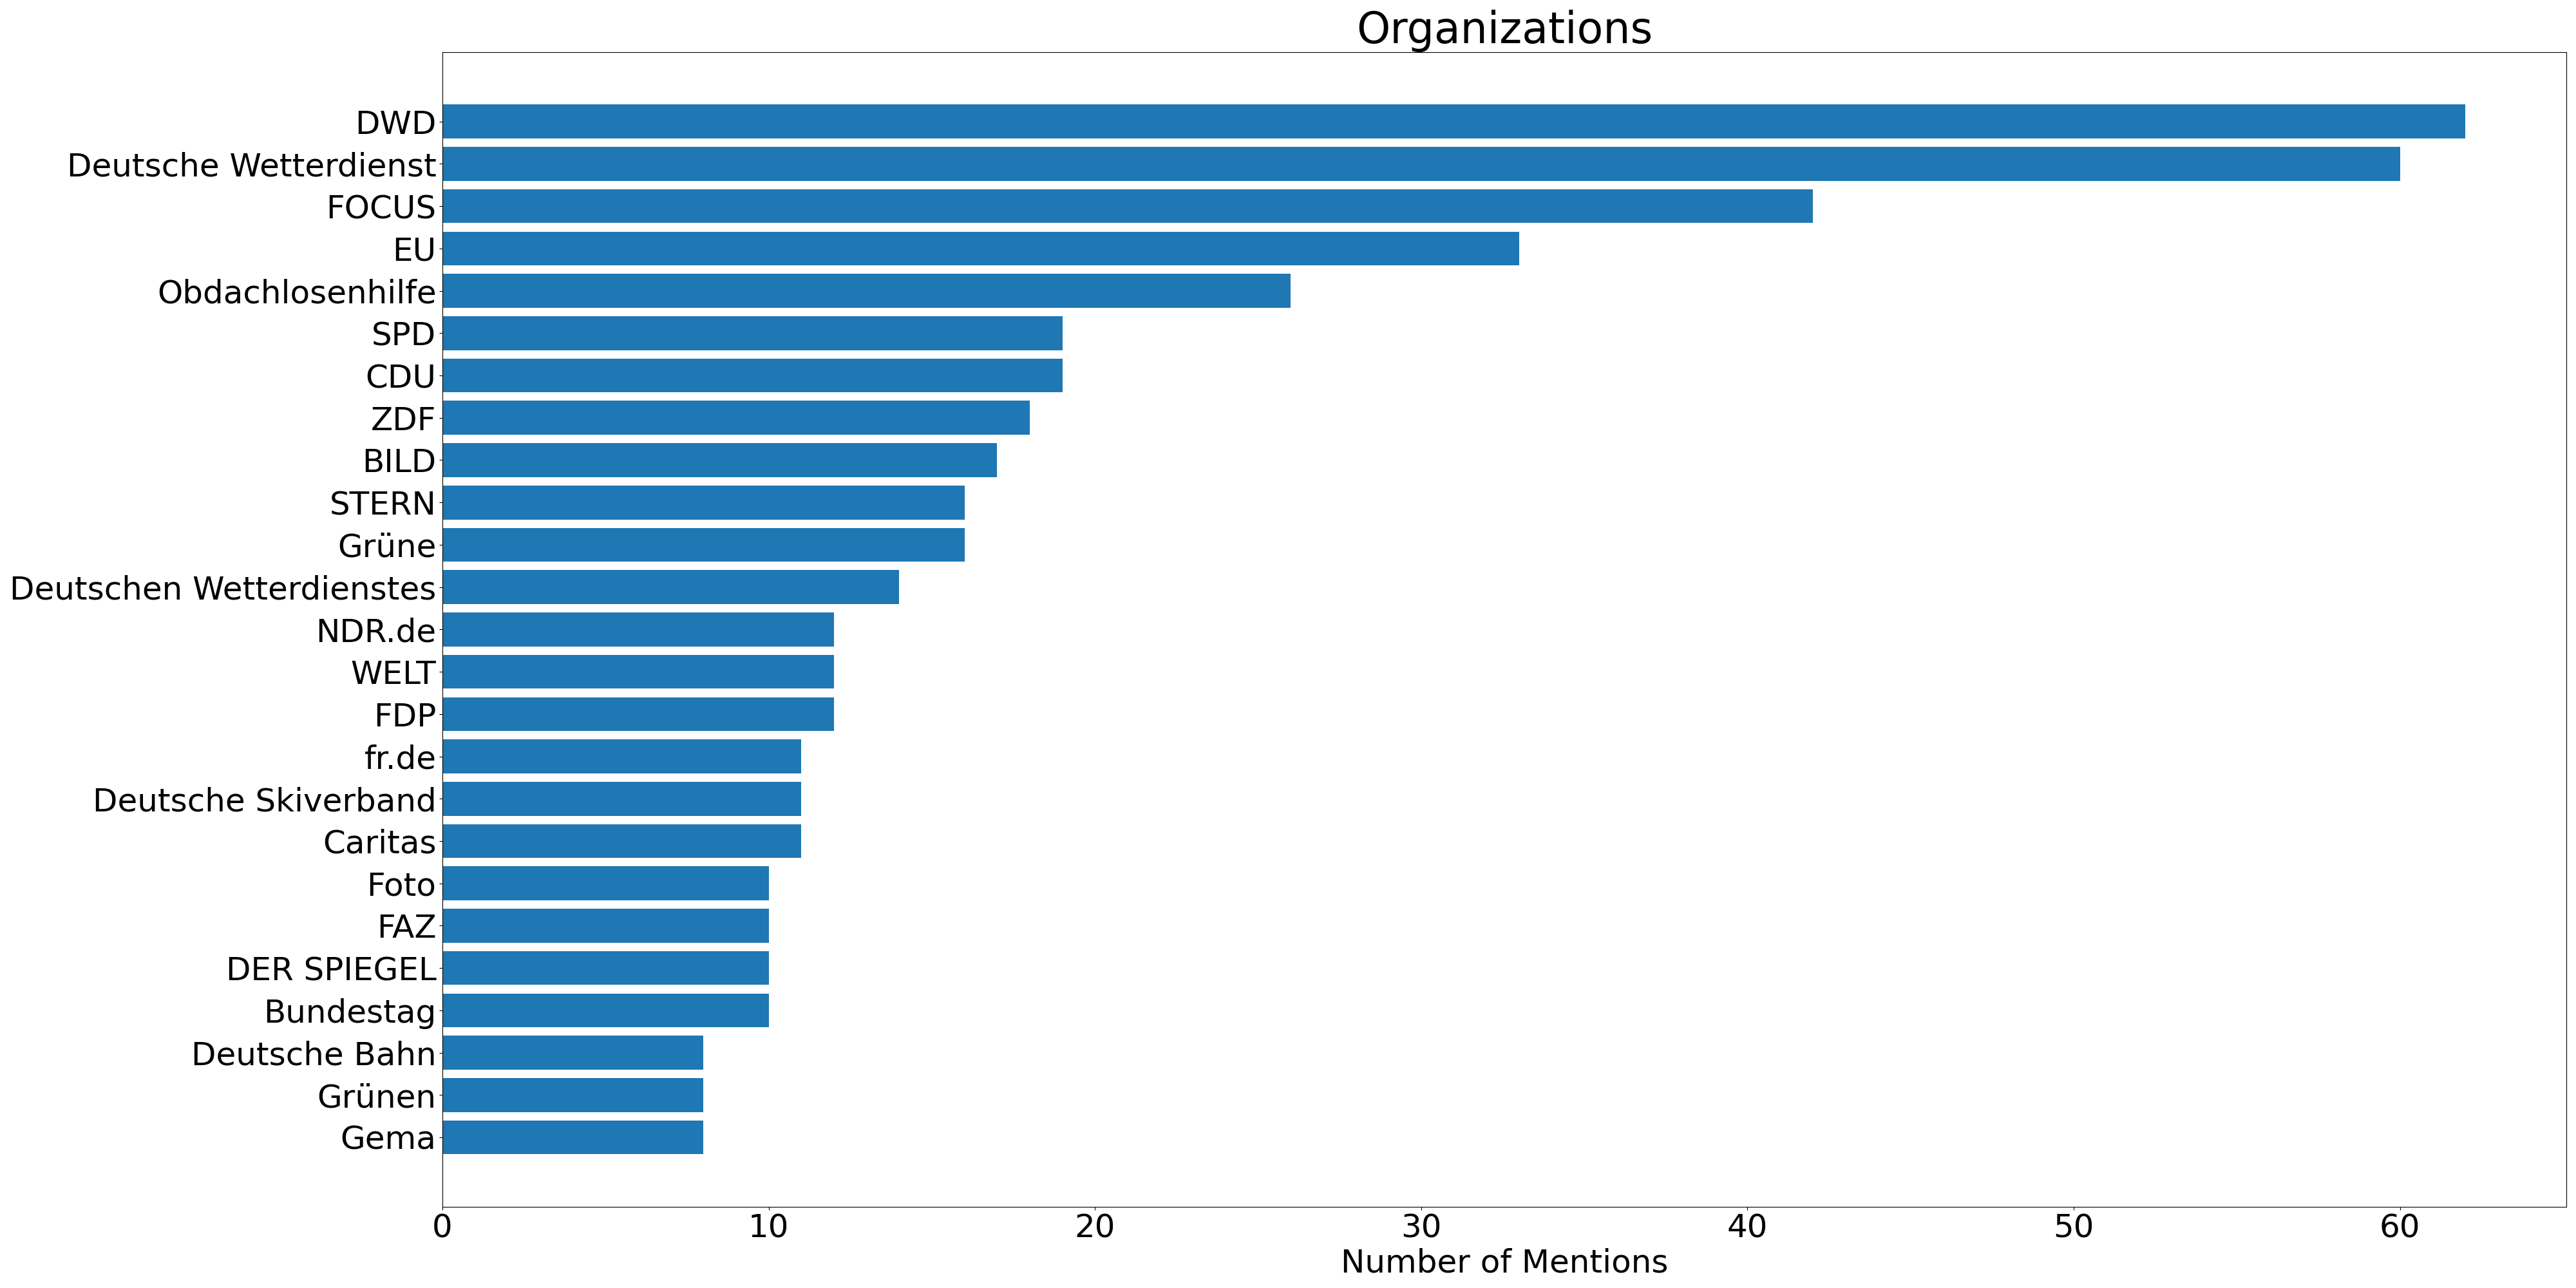 Organizations
DWD
Deutsche Wetterdienst
FOCUS
EU
Obdachlosenhilfe
SPD
CDU
ZDF
BILD
STERN
Grüne
Deutschen Wetterdienstes
NDR.de
WELT
FDP
fr.de
Deutsche Skiverband
Caritas
Foto
FAZ
DER SPIEGEL
Bundestag
Deutsche Bahn
Grünen
Gema
0 10 20 30 40 50 60
Number of Mentions